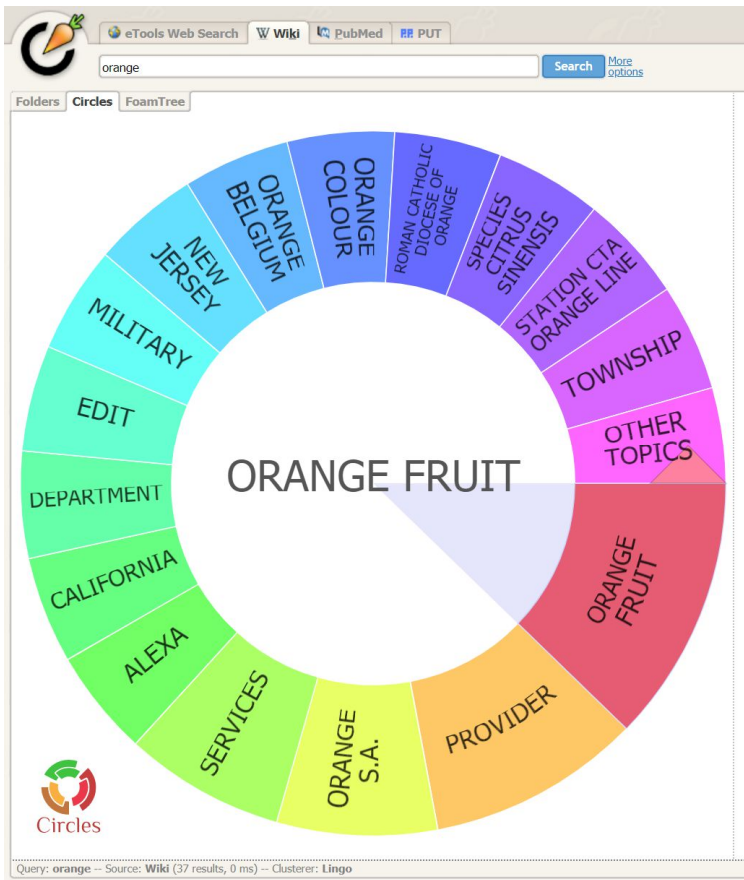 eTools Web Search
Wiki
PubMed
PUT
orange
Search
More
options
Folders
Circles
FoamTree
ORANGE
COLOUR
ROMAN CATHOLIC
DIOCESE OF
ORANGE
SPECIES
CITRUS
SINENSIS
STATION CTA
ORANGE LINE
TOWNSHIP
OTHER
TOPICS
ORANGE
FRUIT
PROVIDER
ORANGE
S.A.
SERVICES
ALEXA
CALIFORNIA
DEPARTMENT
EDIT
MILITARY
NEW
JERSEY
ORANGE
BELGIUM
ORANGE FRUIT
Circles
Query: orange -- Source: Wiki (37 results, 0 ms) -- Clusterer: Lingo